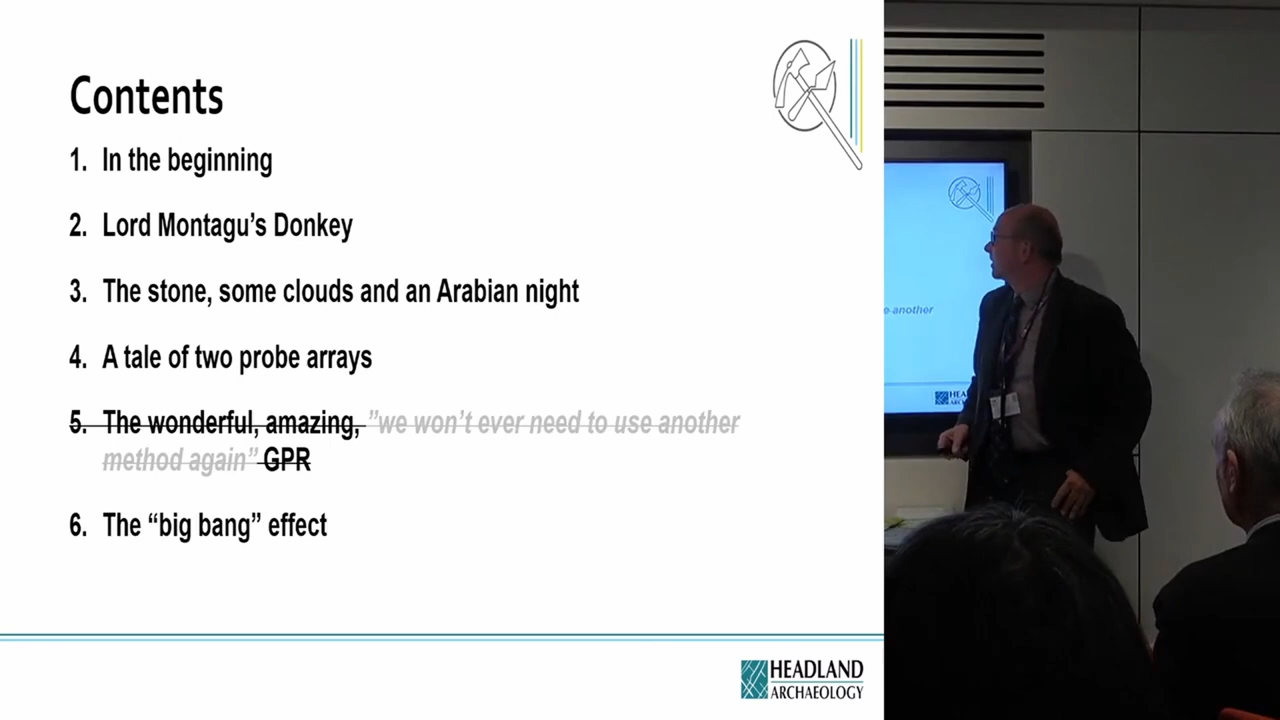 Contents
1. In the beginning
2. Lord Montagu's Donkey
3. The stone, some clouds and an Arabian night
4. A tale of two probe arrays
5. The wonderful, amazing, "we won't ever need to use another
method again" GPR
6. The "big bang" effect
HEADLAND
ARCHAEOLOGY
another